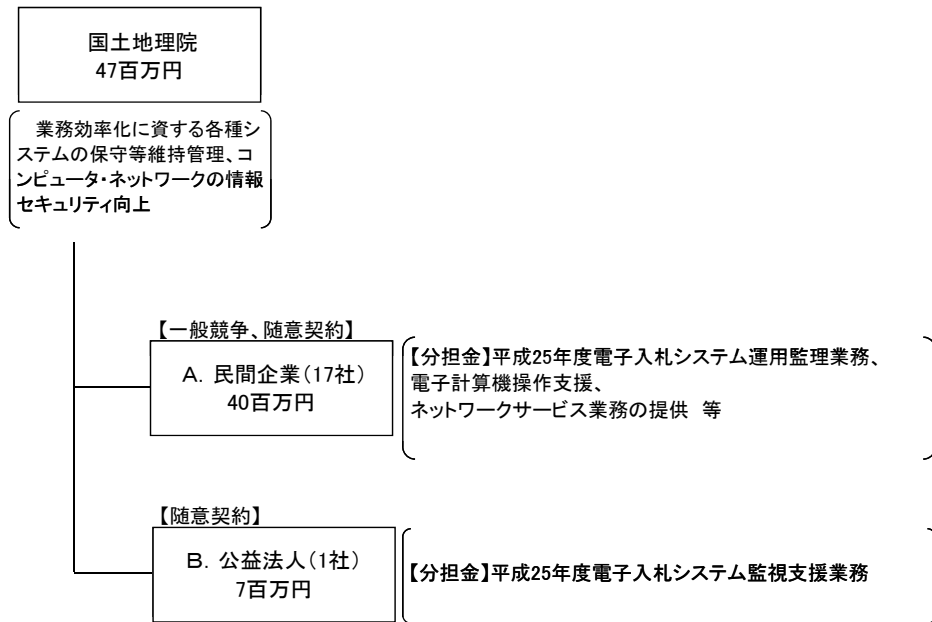 国土地理院
47百万円
業務効率化に資する各種シ
ステムの保守等維持管理、コ
ンピュータ・ネットワークの情報
セキュリティ向上
【一般競争、随意契約】
A. 民間企業(17社)
40百万円
【分担金】平成25年度電子入札システム運用監理業務、
電子計算機操作支援、
ネットワークサービス業務の提供 等
【随意契約】
B. 公益法人(1社)
7百万円
【分担金】平成25年度電子入札システム監視支援業務